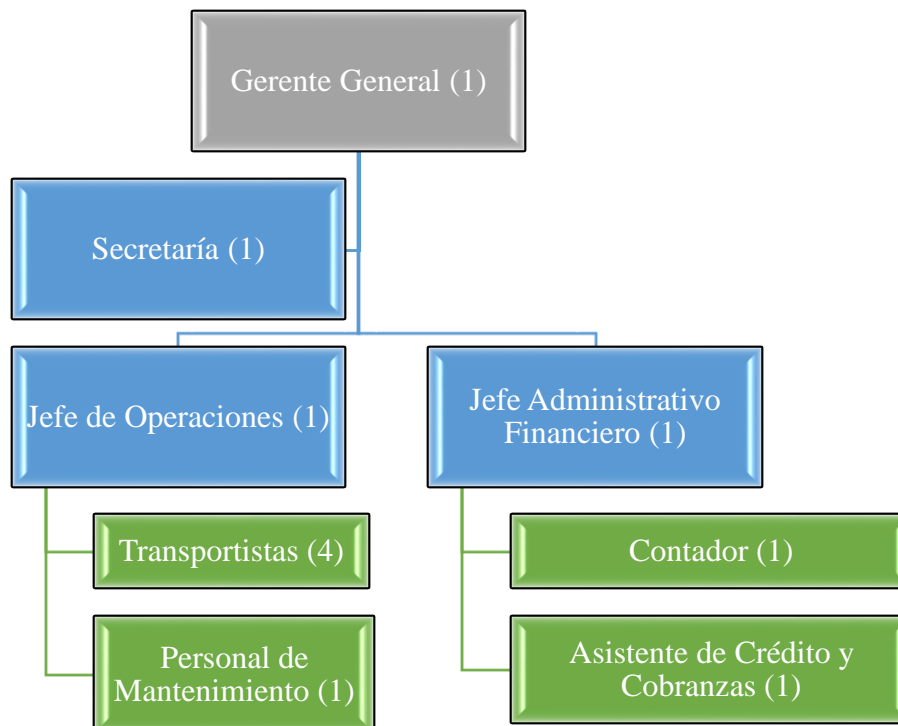 Gerente General (1)
Secretaría (1)
Jefe de Operaciones (1)
Jefe Administrativo
Financiero (1)
Transportistas (4)
Personal de
Mantenimiento (1)
Contador (1)
Asistente de Crédito y
Cobranzas (1)